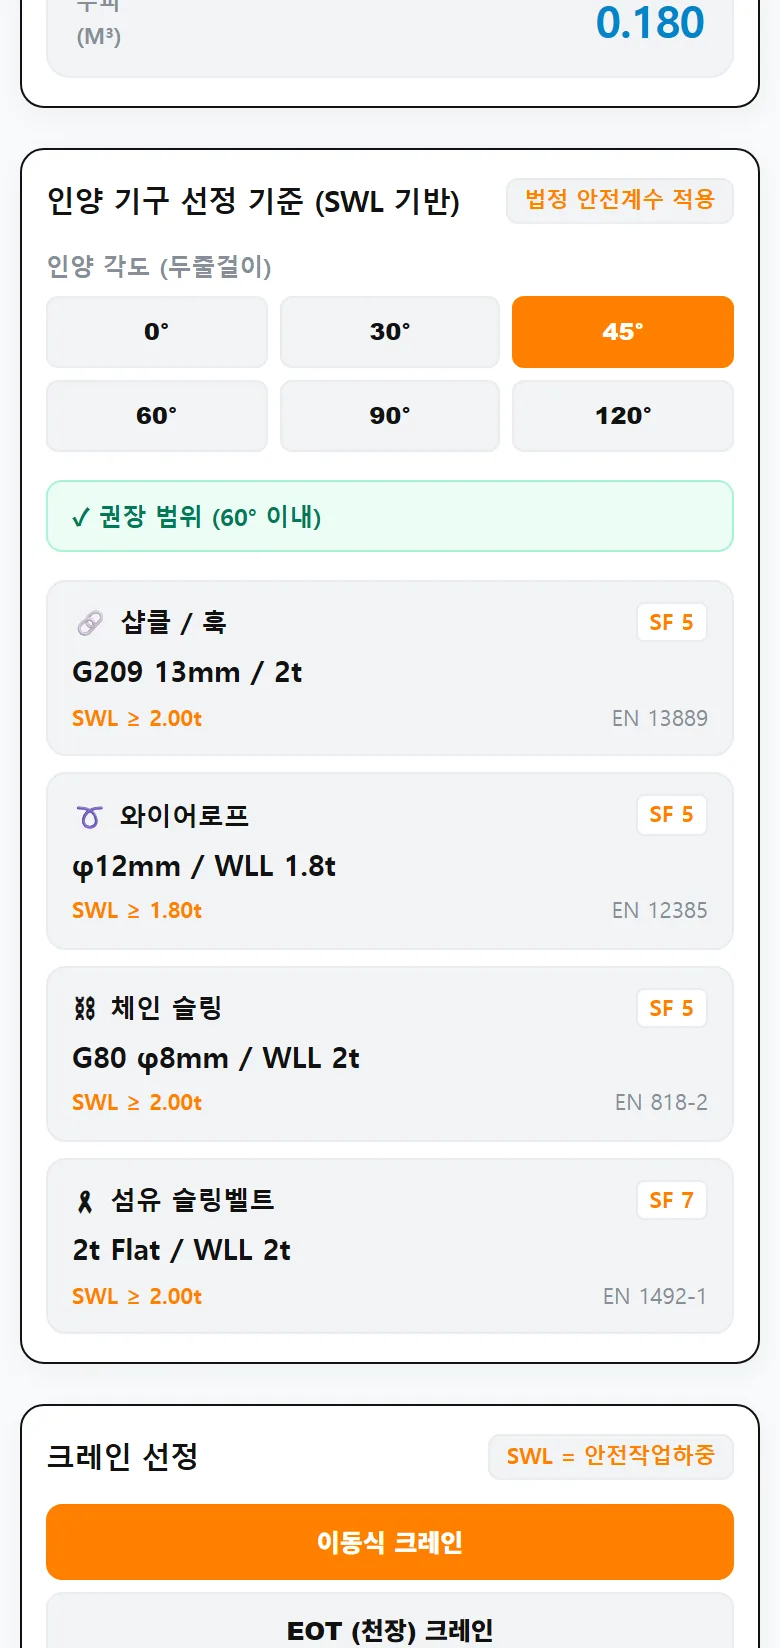 (M³)
0.180
인양 기구 선정 기준 (SWL 기반)
법정 안전계수 적용
인양 각도 (두줄걸이)
0°
30°
45°
60°
90°
120°
✓ 권장 범위 (60° 이내)
샵클 / 훅
SF 5
G209 13mm / 2t
SWL ≥ 2.00t
EN 13889
와이어로프
SF 5
φ12mm / WLL 1.8t
SWL ≥ 1.80t
EN 12385
체인 슬링
SF 5
G80 φ8mm / WLL 2t
SWL ≥ 2.00t
EN 818-2
섬유 슬링벨트
SF 7
2t Flat / WLL 2t
SWL ≥ 2.00t
EN 1492-1
크레인 선정
SWL = 안전작업하중
이동식 크레인
EOT (천장) 크레인